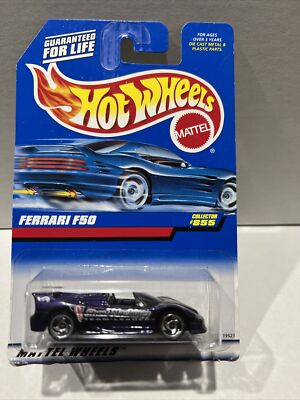 GUARANTEED
FOR LIFE
FOR AGES
OVER 3 YEARS.
DIE CAST METAL &
PLASTIC PARTS.
HOT WHEELS
MATTEL
FERRARI F50
COLLECTOR
#855
MATTEL WHEELS
19523